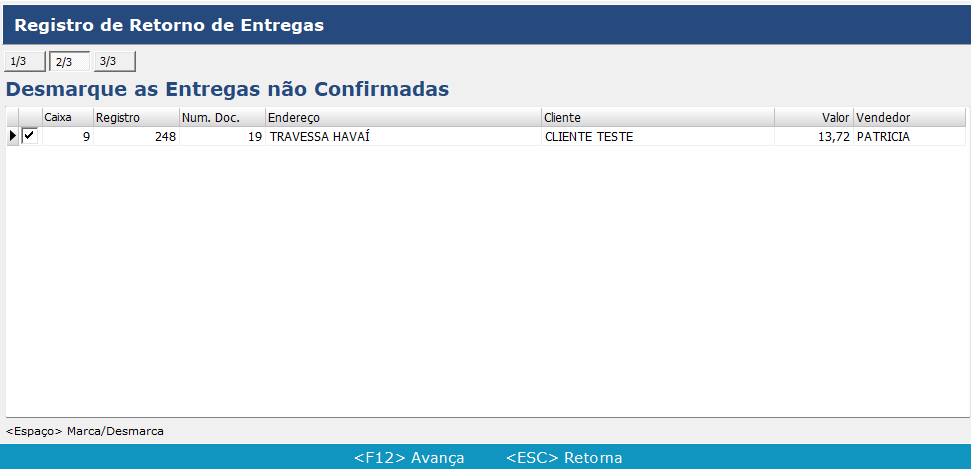 Registro de Retorno de Entregas
1/3 2/3 3/3
Desmarque as Entregas não Confirmadas
Caixa Registro Num. Doc. Endereço Cliente Valor Vendedor
9 248 19 TRAVESSA HAVAÍ CLIENTE TESTE 13,72 PATRICIA
<Espaço> Marca/Desmarca
<F12> Avança <ESC> Retorna